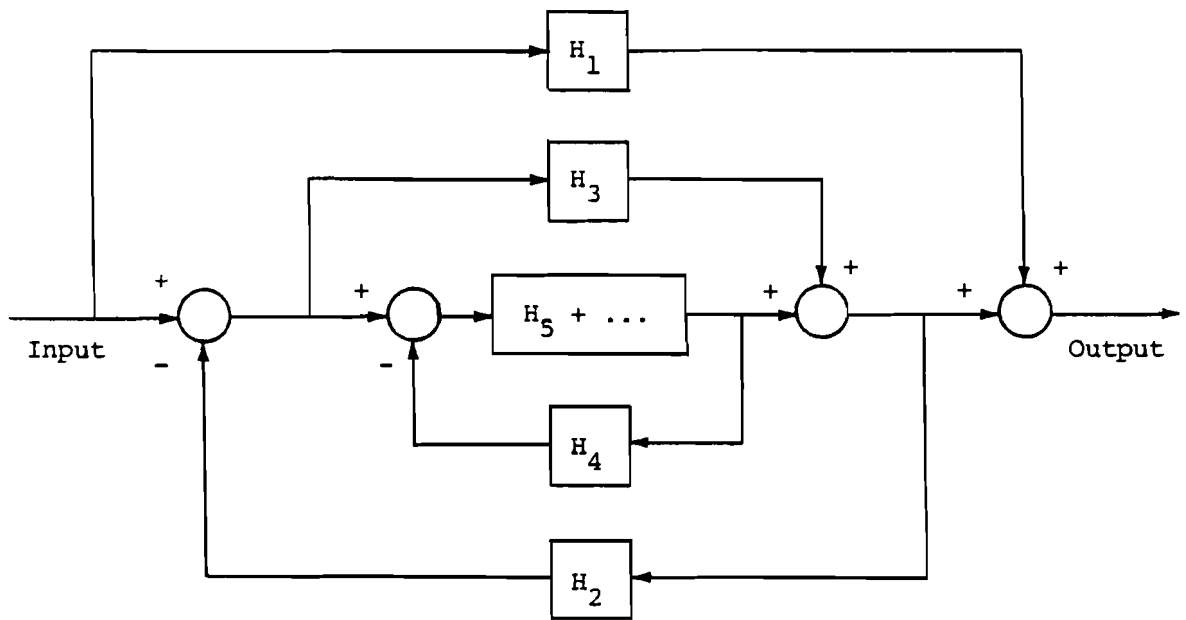 H1
H3
+
+
+
+
+
+
H5 + ...
Input
-
-
Output
H4
H2